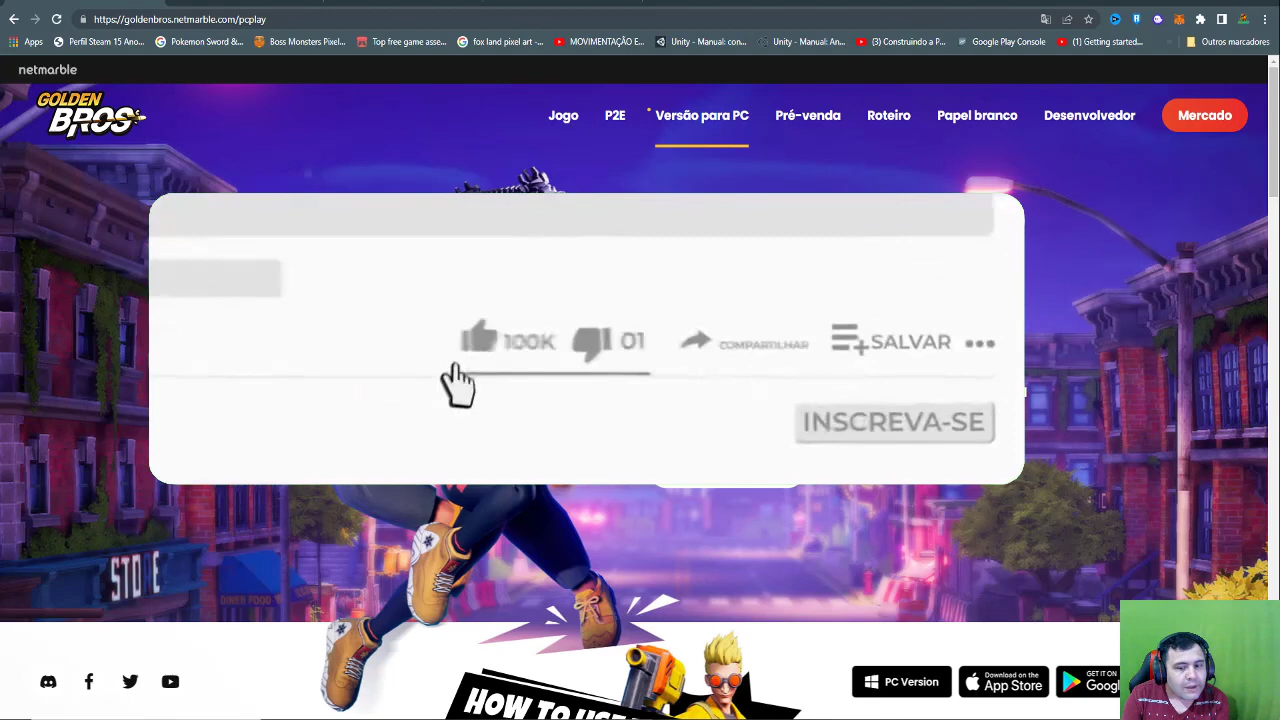 https://goldenbros.netmarble.com/pcplay
Apps
Perfil Steam 15 Ano...
Pokemon Sword &...
Boss Monsters Pixel...
Top free game asse...
fox land pixel art -...
MOVIMENTAÇÃO E...
Unity - Manual: con...
Unity - Manual: An...
(3) Construindo a P...
Google Play Console
(1) Getting started...
Outros marcadores
netmarble
GOLDEN
BROS
Jogo
P2E
Versão para PC
Pré-venda
Roteiro
Papel branco
Desenvolvedor
Mercado
100K
01
COMPARTILHAR
SALVAR
INSCREVA-SE
DINER FOOD
PC Version
Download on the
App Store
GET IT ON
Googl
HOW TO USE